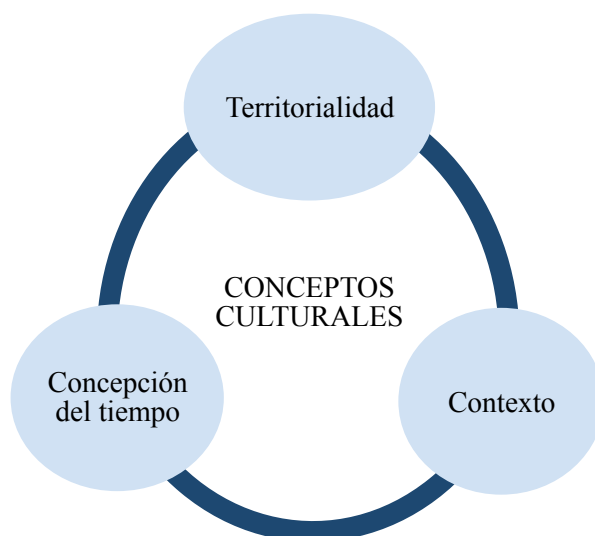 Territorialidad
CONCEPTOS
CULTURALES
Concepción
del tiempo
Contexto